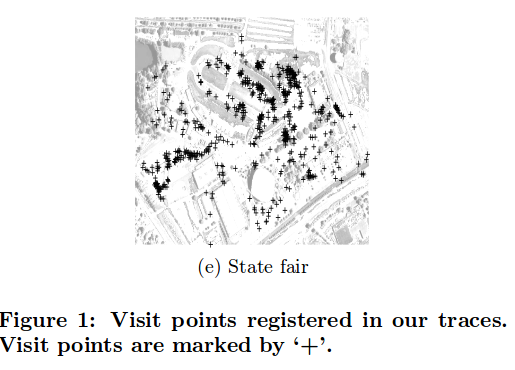 (e) State fair
Figure 1: Visit points registered in our traces.
Visit points are marked by ‘+’.